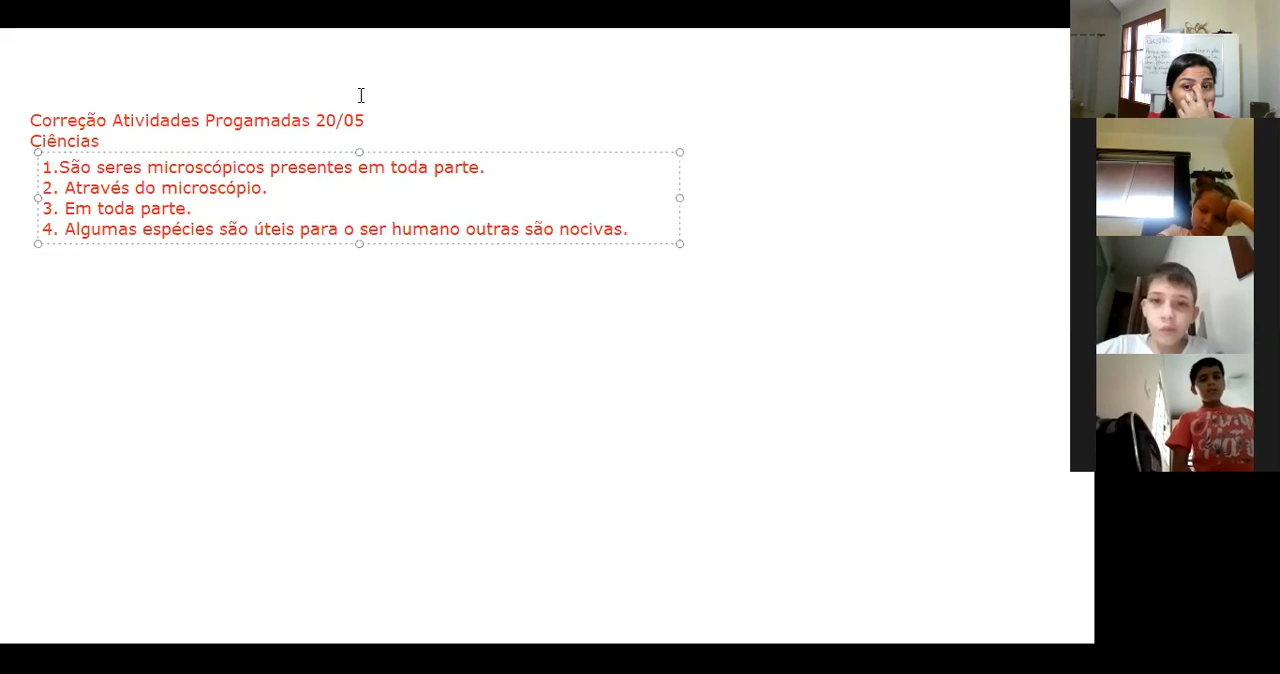 Correção Atividades Progamadas 20/05
Ciências
1.São seres microscópicos presentes em toda parte.
2. Através do microscópio.
3. Em toda parte.
4. Algumas espécies são úteis para o ser humano outras são nocivas.